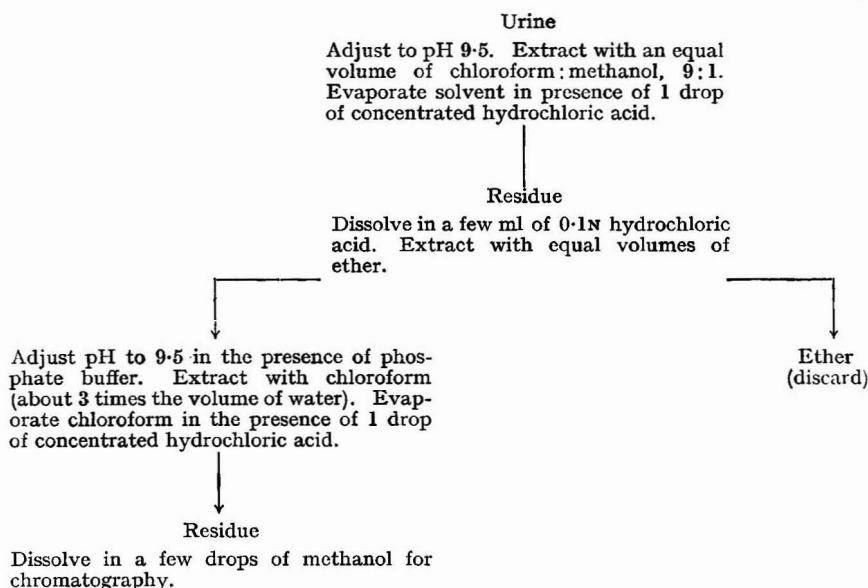 Urine
Adjust to pH 9·5. Extract with an equal
volume of chloroform : methanol, 9 : 1.
Evaporate solvent in presence of 1 drop
of concentrated hydrochloric acid.
Residue
Dissolve in a few ml of 0·1N hydrochloric
acid. Extract with equal volumes of
ether.
Adjust pH to 9·5 in the presence of phos-
phate buffer. Extract with chloroform
(about 3 times the volume of water). Evap-
orate chloroform in the presence of 1 drop
of concentrated hydrochloric acid.
Ether
(discard)
Residue
Dissolve in a few drops of methanol for
chromatography.